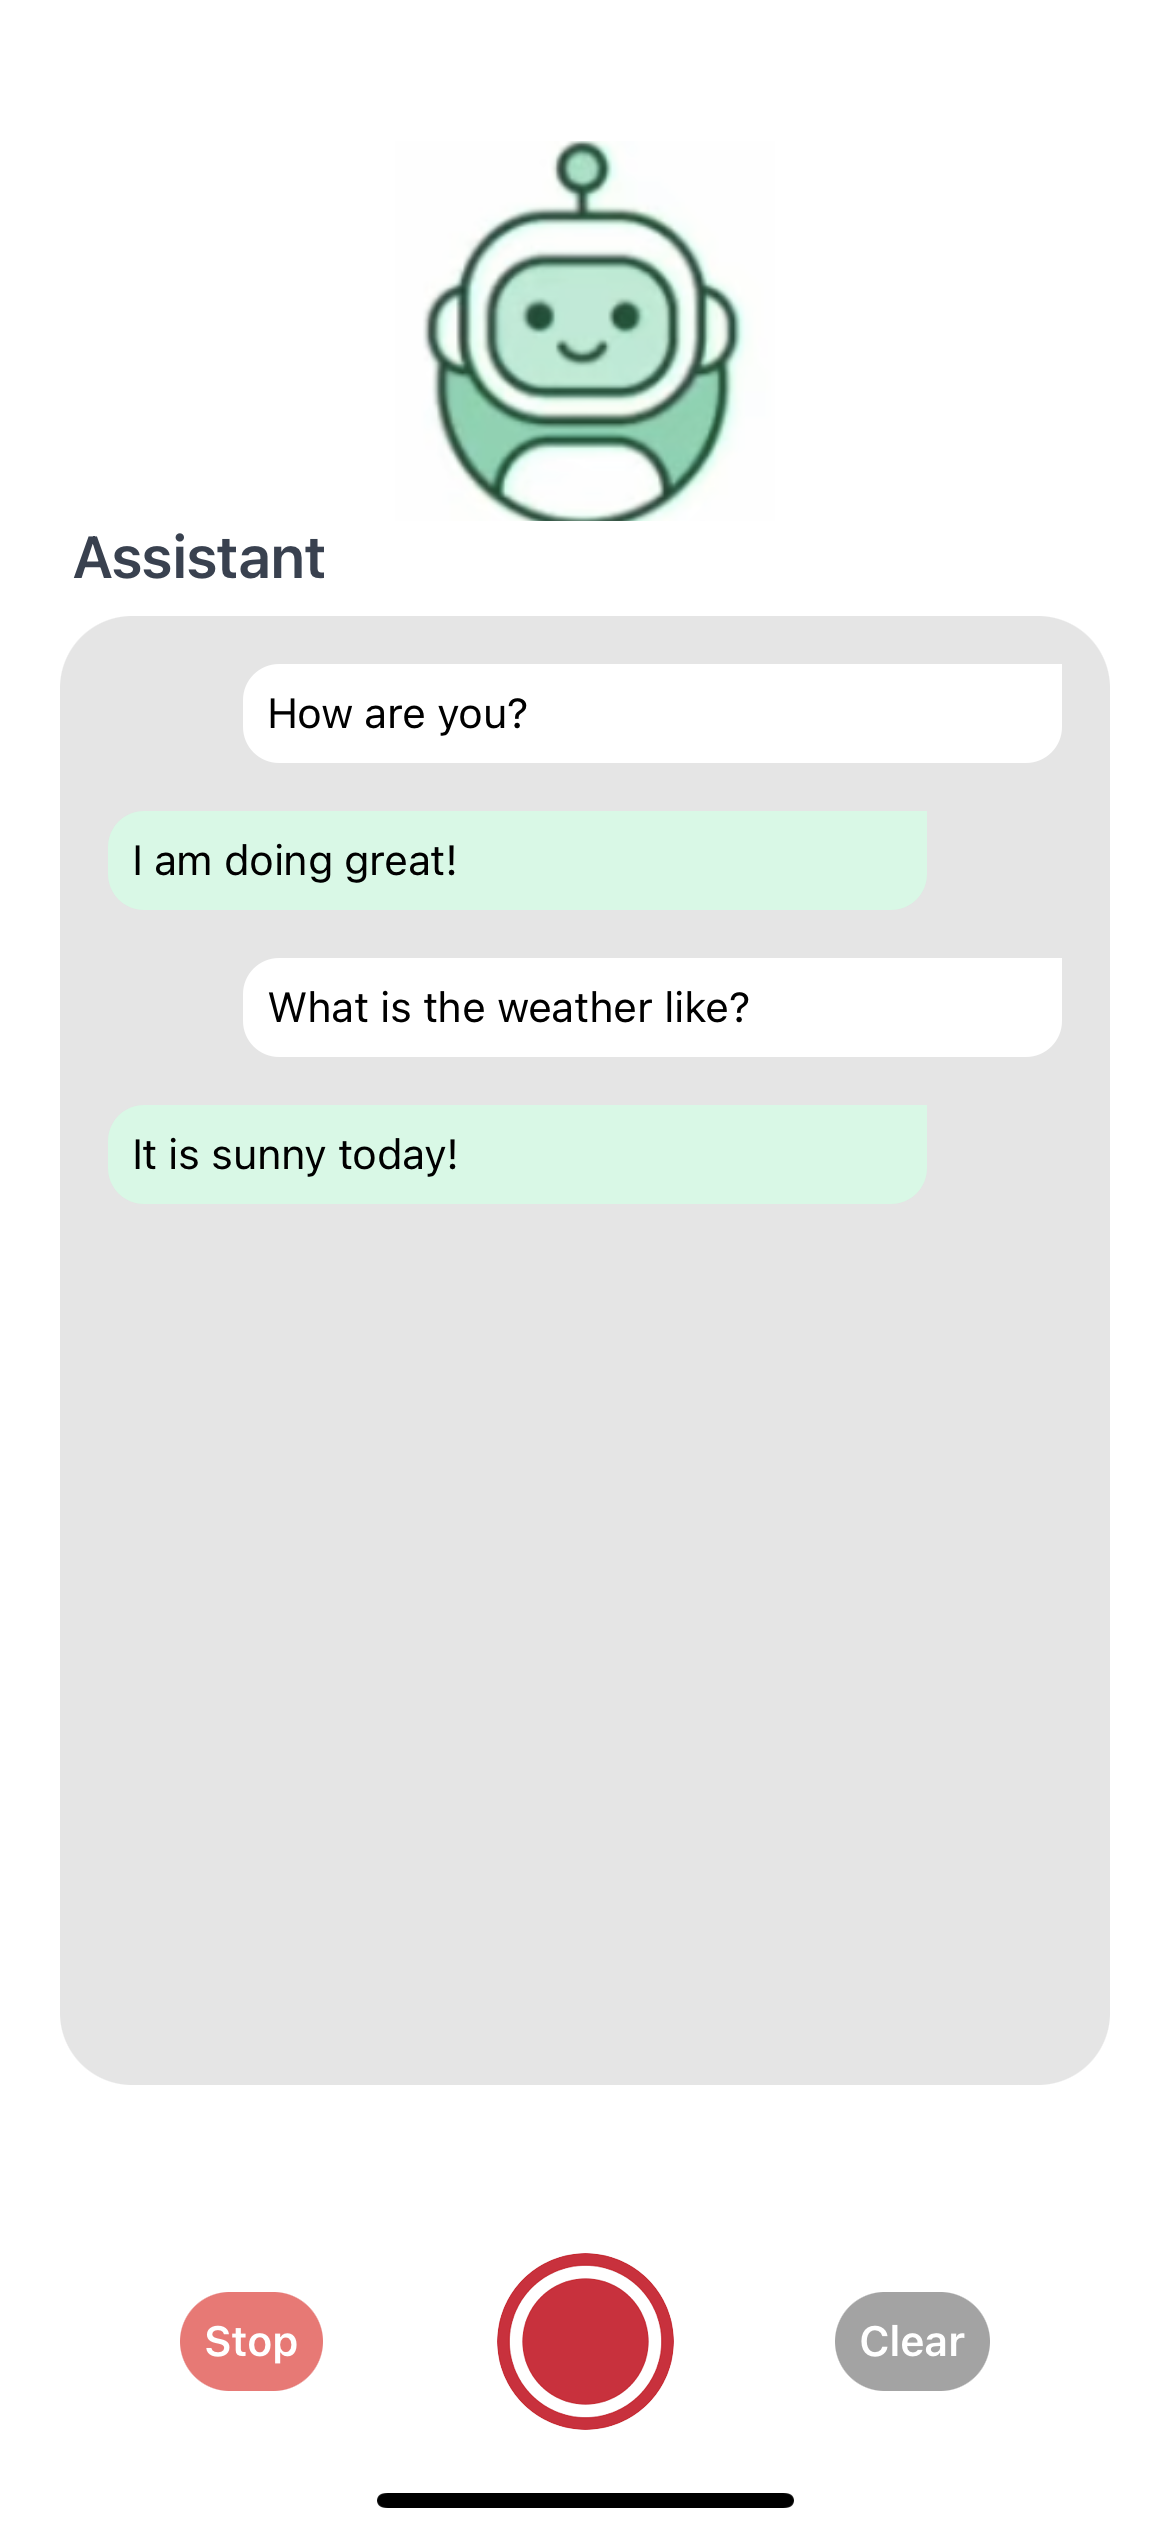 Assistant
How are you?
I am doing great!
What is the weather like?
It is sunny today!
Stop
Clear